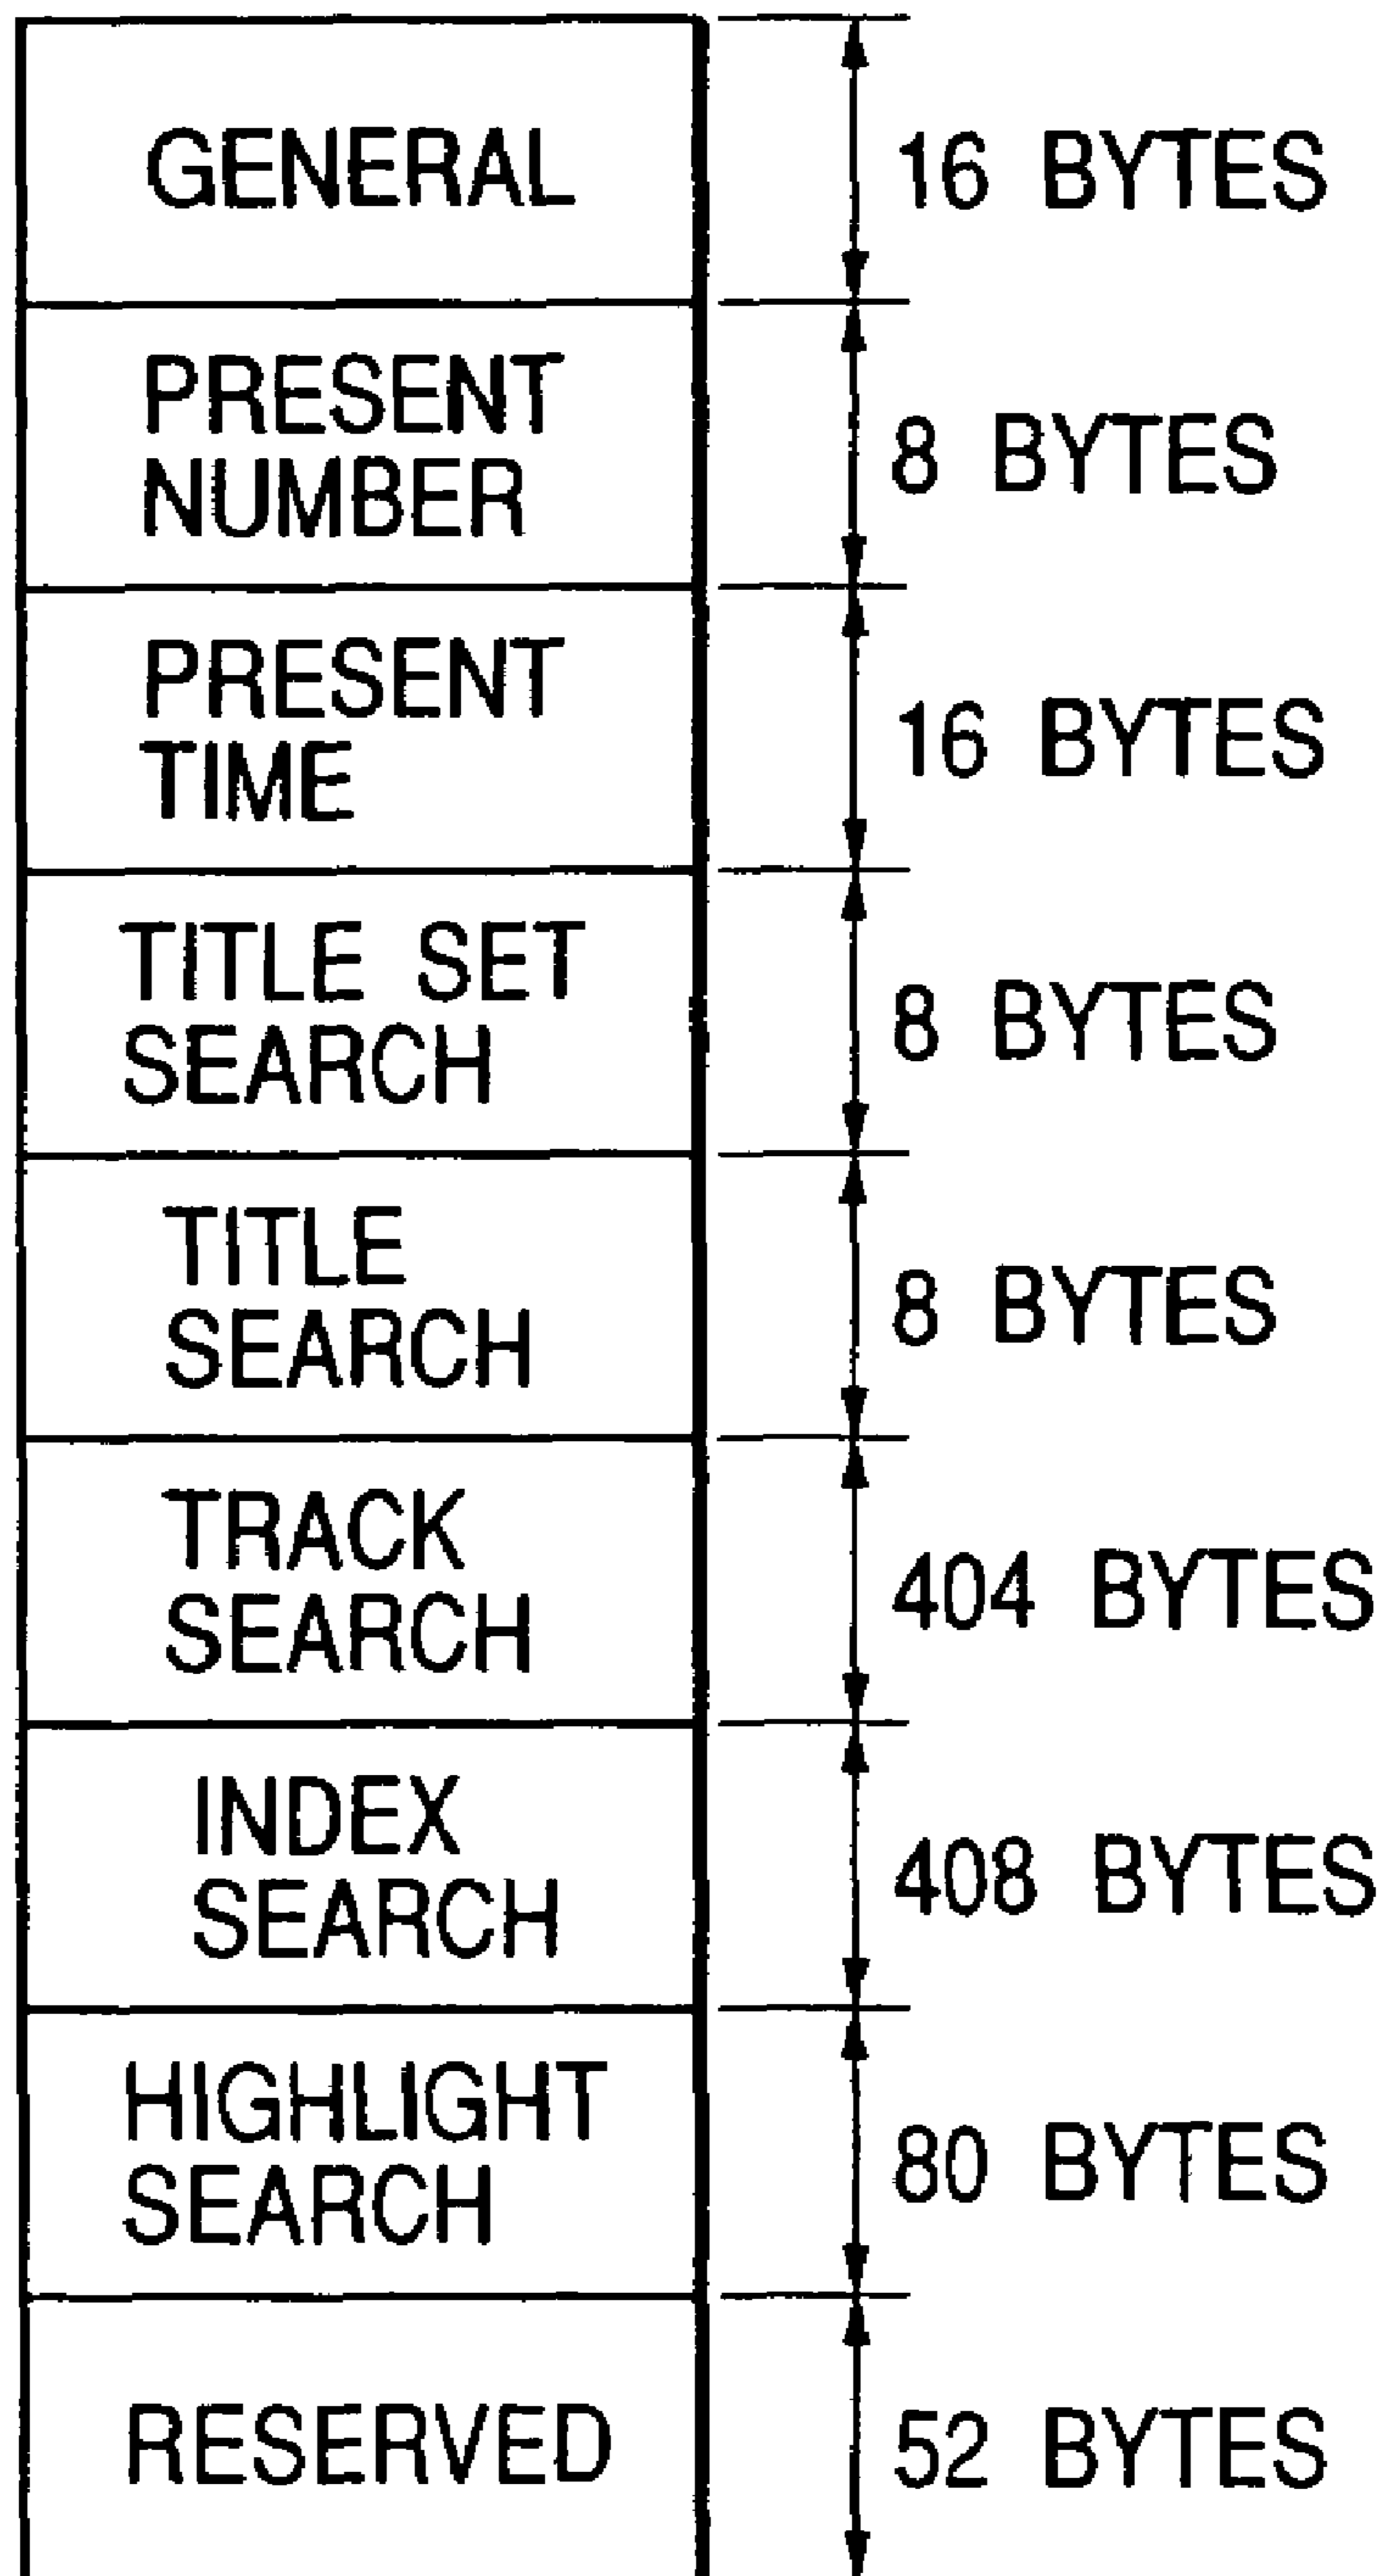 GENERAL
16 BYTES
PRESENT
NUMBER
8 BYTES
PRESENT
TIME
16 BYTES
TITLE SET
SEARCH
8 BYTES
TITLE
SEARCH
8 BYTES
TRACK
SEARCH
404 BYTES
INDEX
SEARCH
408 BYTES
HIGHLIGHT
SEARCH
80 BYTES
RESERVED
52 BYTES